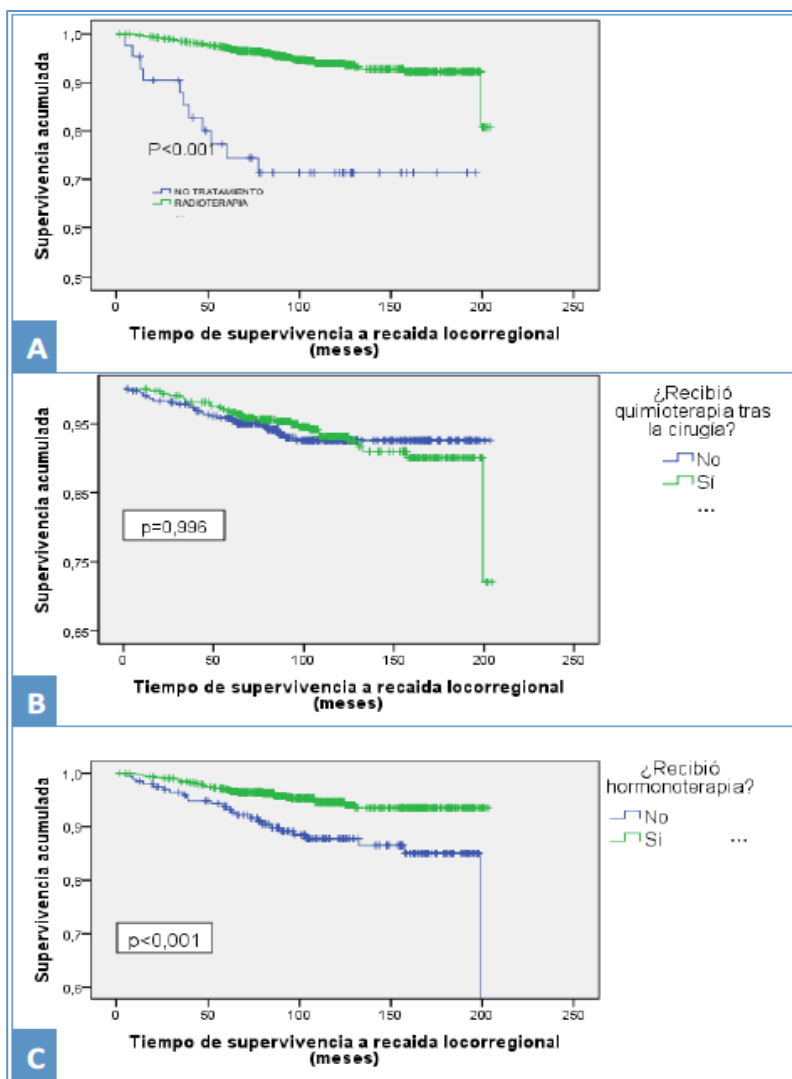 1,0
0,9
0,8
0,7
0,6
0,5
Supervivencia acumulada
P<0.001
NO TRATAMIENTO
RADIOTERAPIA
...
0 50 100 150 200 250
Tiempo de supervivencia a recaida locorregional
(meses)
A
0,95
0,85
0,75
0,65
Supervivencia acumulada
p=0,996
0 50 100 150 200 250
Tiempo de supervivencia a recaida locorregional
(meses)
¿Recibió
quimioterapia tras
la cirugía?
No
Sí
...
B
1,0
0,9
0,8
0,7
0,6
Supervivencia acumulada
p<0,001
0 50 100 150 200 250
Tiempo de supervivencia a recaida locorregional
(meses)
¿Recibió
hormonoterapia?
No
Sí ...
C